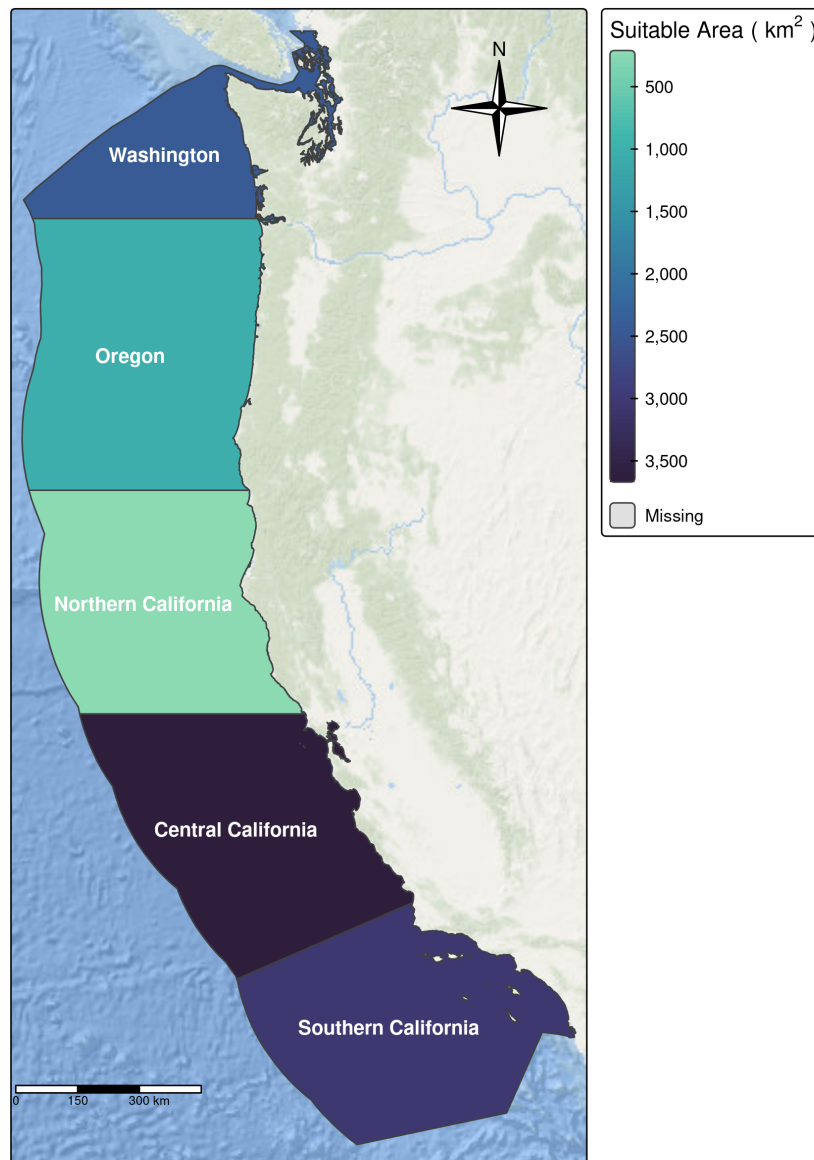 Suitable Area ( km² )
500
1,000
1,500
2,000
2,500
3,000
3,500
Missing
N
Washington
Oregon
Northern California
Central California
Southern California
0 150 300 km